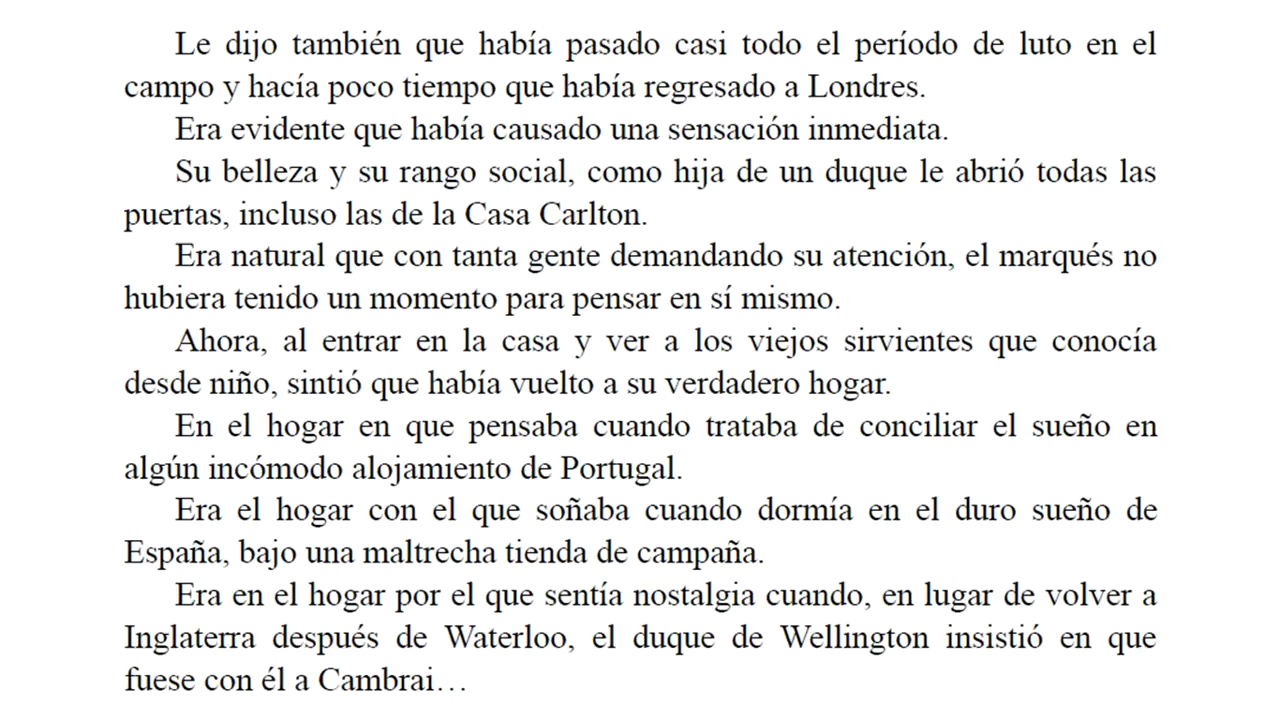 Le dijo también que había pasado casi todo el período de luto en el
campo y hacía poco tiempo que había regresado a Londres.
Era evidente que había causado una sensación inmediata.
Su belleza y su rango social, como hija de un duque le abrió todas las
puertas, incluso las de la Casa Carlton.
Era natural que con tanta gente demandando su atención, el marqués no
hubiera tenido un momento para pensar en sí mismo.
Ahora, al entrar en la casa y ver a los viejos sirvientes que conocía
desde niño, sintió que había vuelto a su verdadero hogar.
En el hogar en que pensaba cuando trataba de conciliar el sueño en
algún incómodo alojamiento de Portugal.
Era el hogar con el que soñaba cuando dormía en el duro sueño de
España, bajo una maltrecha tienda de campaña.
Era en el hogar por el que sentía nostalgia cuando, en lugar de volver a
Inglaterra después de Waterloo, el duque de Wellington insistió en que
fuese con él a Cambrai…